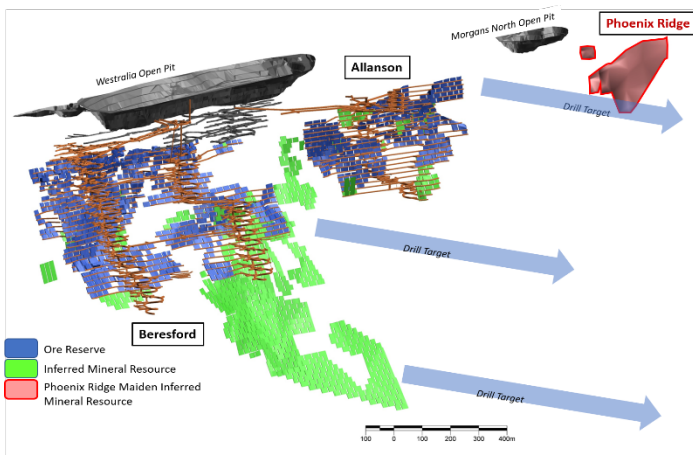 Phoenix Ridge
Morgans North Open Pit
Westralia Open Pit
Allanson
Drill Target
Drill Target
Beresford
Ore Reserve
Inferred Mineral Resource
Phoenix Ridge Maiden Inferred
Mineral Resource
Drill Target
100 0 100 200 300 400m